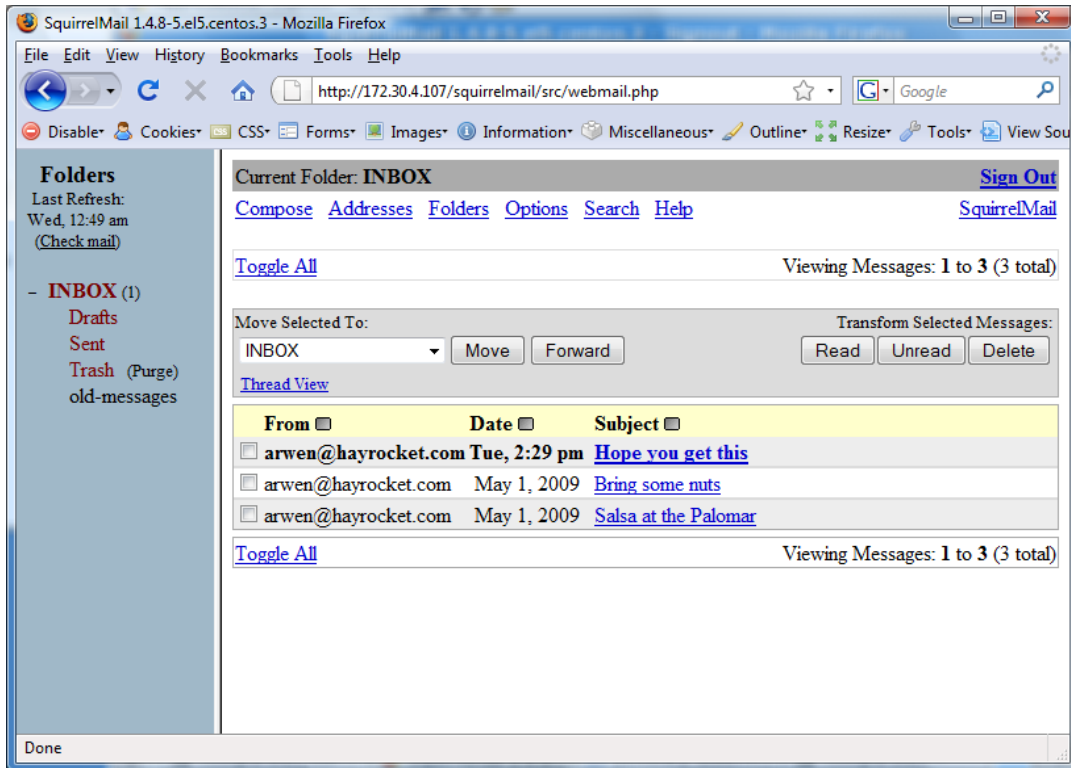 SquirrelMail 1.4.8-5.el5.centos.3 - Mozilla Firefox
File Edit View History Bookmarks Tools Help
http://172.30.4.107/squirrelmail/src/webmail.php
G Google
Disable Cookies CSS Forms Images Information Miscellaneous Outline Resize Tools View Sou
Folders
Last Refresh:
Wed, 12:49 am
(Check mail)
– INBOX (1)
Drafts
Sent
Trash (Purge)
old-messages
Current Folder: INBOX Sign Out
Compose Addresses Folders Options Search Help SquirrelMail
Toggle All Viewing Messages: 1 to 3 (3 total)
Move Selected To: Transform Selected Messages:
INBOX Move Forward Read Unread Delete
Thread View
From Date Subject
arwen@hayrocket.com Tue, 2:29 pm Hope you get this
arwen@hayrocket.com May 1, 2009 Bring some nuts
arwen@hayrocket.com May 1, 2009 Salsa at the Palomar
Toggle All Viewing Messages: 1 to 3 (3 total)
Done